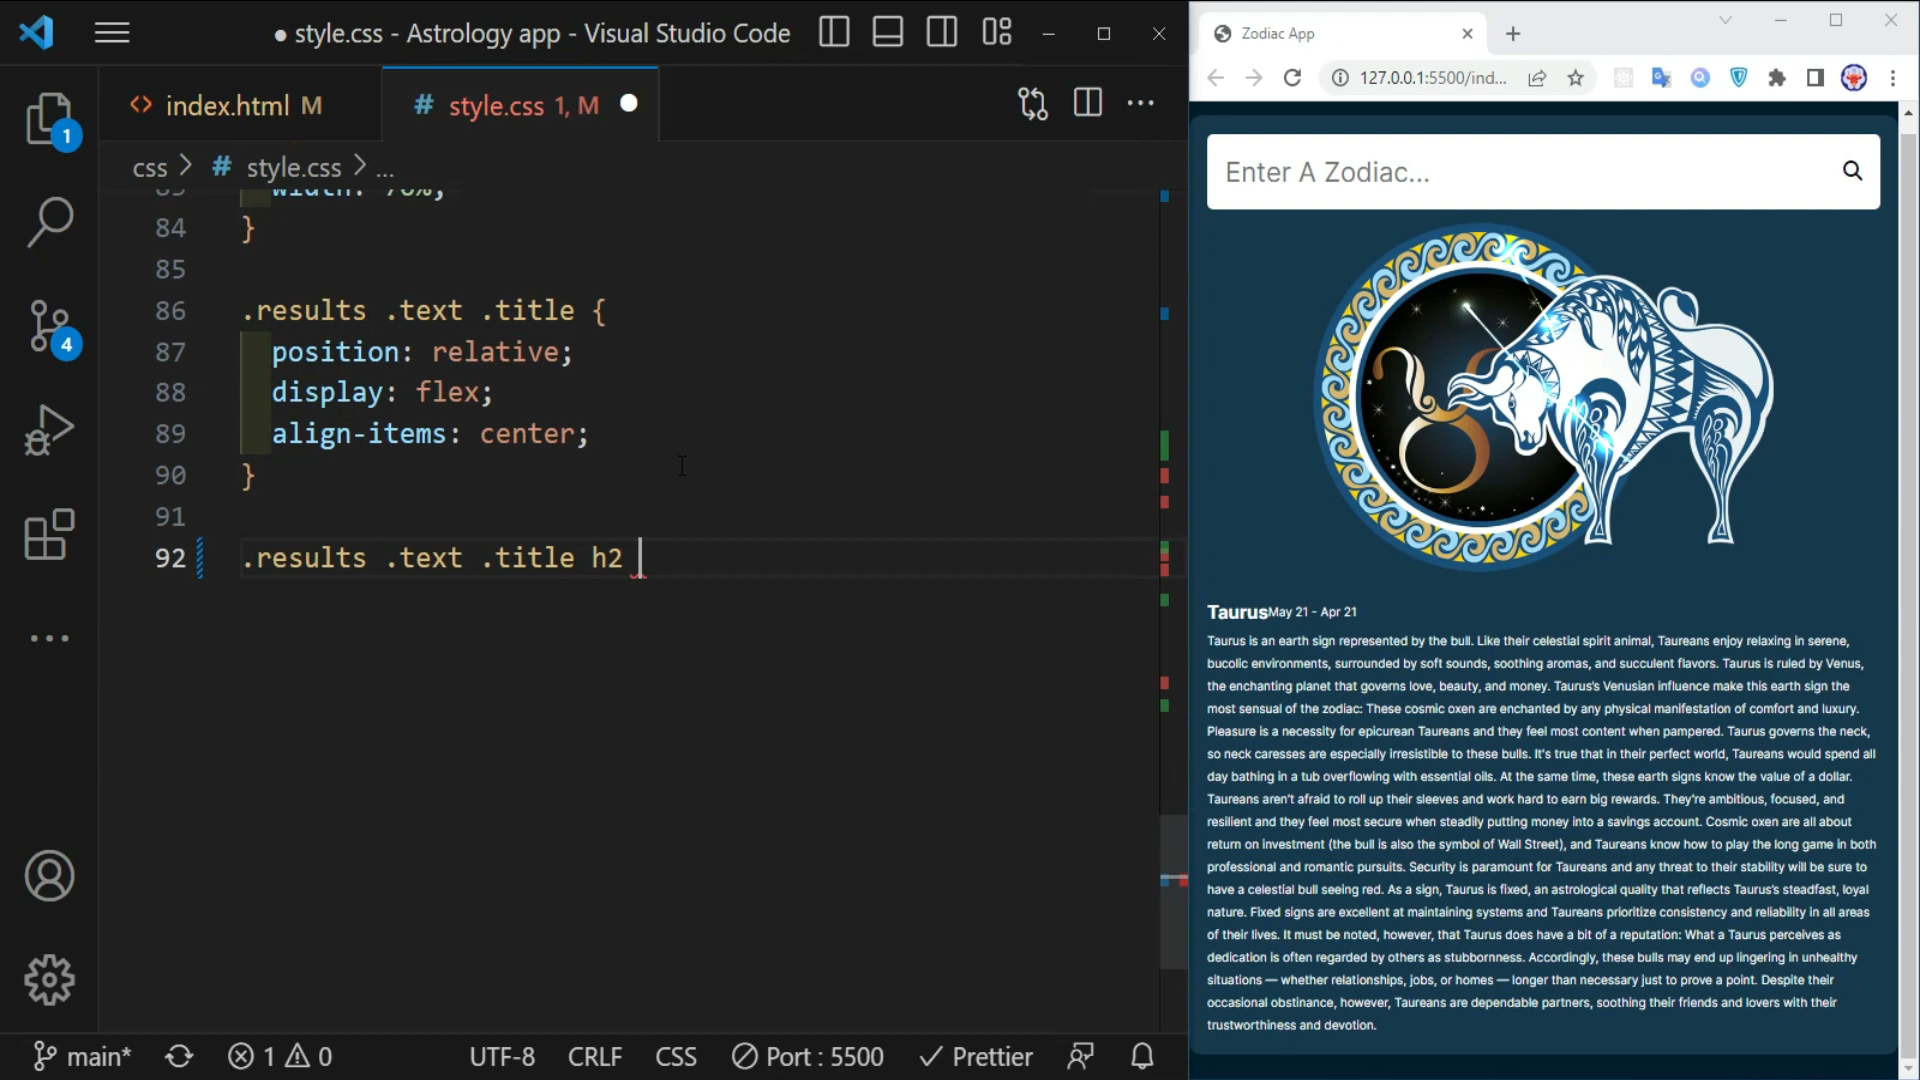 ● style.css - Astrology app - Visual Studio Code
index.html M
# style.css 1, M
css > # style.css > ...
84 }
85
86 .results .text .title {
87 position: relative;
88 display: flex;
89 align-items: center;
90 }
91
92 .results .text .title h2
1
4
main*
1 0
UTF-8
CRLF
CSS
Port : 5500
Prettier
Zodiac App
127.0.0.1:5500/ind...
Enter A Zodiac...
Taurus May 21 - Apr 21
Taurus is an earth sign represented by the bull. Like their celestial spirit animal, Taureans enjoy relaxing in serene,
bucolic environments, surrounded by soft sounds, soothing aromas, and succulent flavors. Taurus is ruled by Venus,
the enchanting planet that governs love, beauty, and money. Taurus's Venusian influence make this earth sign the
most sensual of the zodiac: These cosmic oxen are enchanted by any physical manifestation of comfort and luxury.
Pleasure is a necessity for epicurean Taureans and they feel most content when pampered. Taurus governs the neck,
so neck caresses are especially irresistible to these bulls. It's true that in their perfect world, Taureans would spend all
day bathing in a tub overflowing with essential oils. At the same time, these earth signs know the value of a dollar.
Taureans aren't afraid to roll up their sleeves and work hard to earn big rewards. They're ambitious, focused, and
resilient and they feel most secure when steadily putting money into a savings account. Cosmic oxen are all about
return on investment (the bull is also the symbol of Wall Street), and Taureans know how to play the long game in both
professional and romantic pursuits. Security is paramount for Taureans and any threat to their stability will be sure to
have a celestial bull seeing red. As a sign, Taurus is fixed, an astrological quality that reflects Taurus's steadfast, loyal
nature. Fixed signs are excellent at maintaining systems and Taureans prioritize consistency and reliability in all areas
of their lives. It must be noted, however, that Taurus does have a bit of a reputation: What a Taurus perceives as
dedication is often regarded by others as stubbornness. Accordingly, these bulls may end up lingering in unhealthy
situations — whether relationships, jobs, or homes — longer than necessary just to prove a point. Despite their
occasional obstinance, however, Taureans are dependable partners, soothing their friends and lovers with their
trustworthiness and devotion.